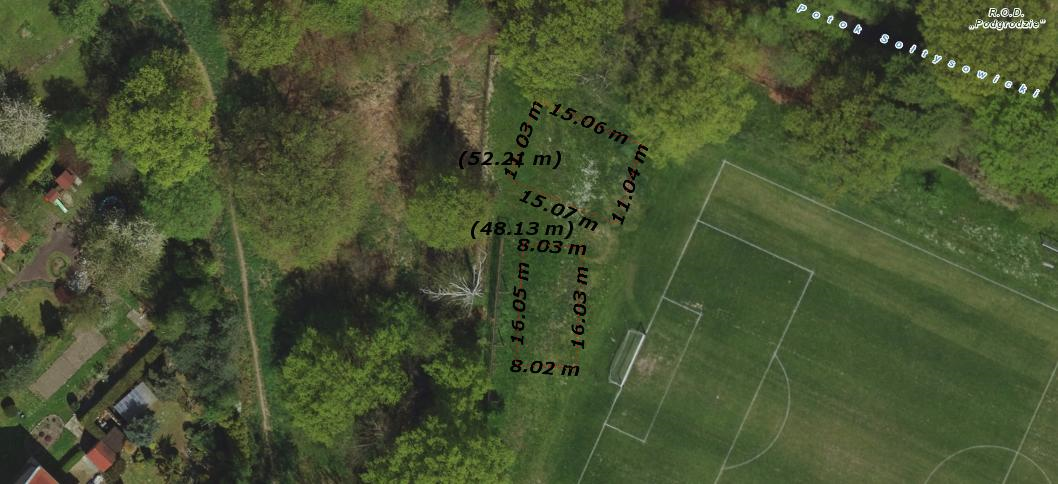 R.O.D.
„Podgrodzie"
Potok Sołtysowicki
15.06 m
11.03 m
(52.21 m)
11.04 m
15.07 m
(48.13 m)
8.03 m
16.05 m
16.03 m
8.02 m